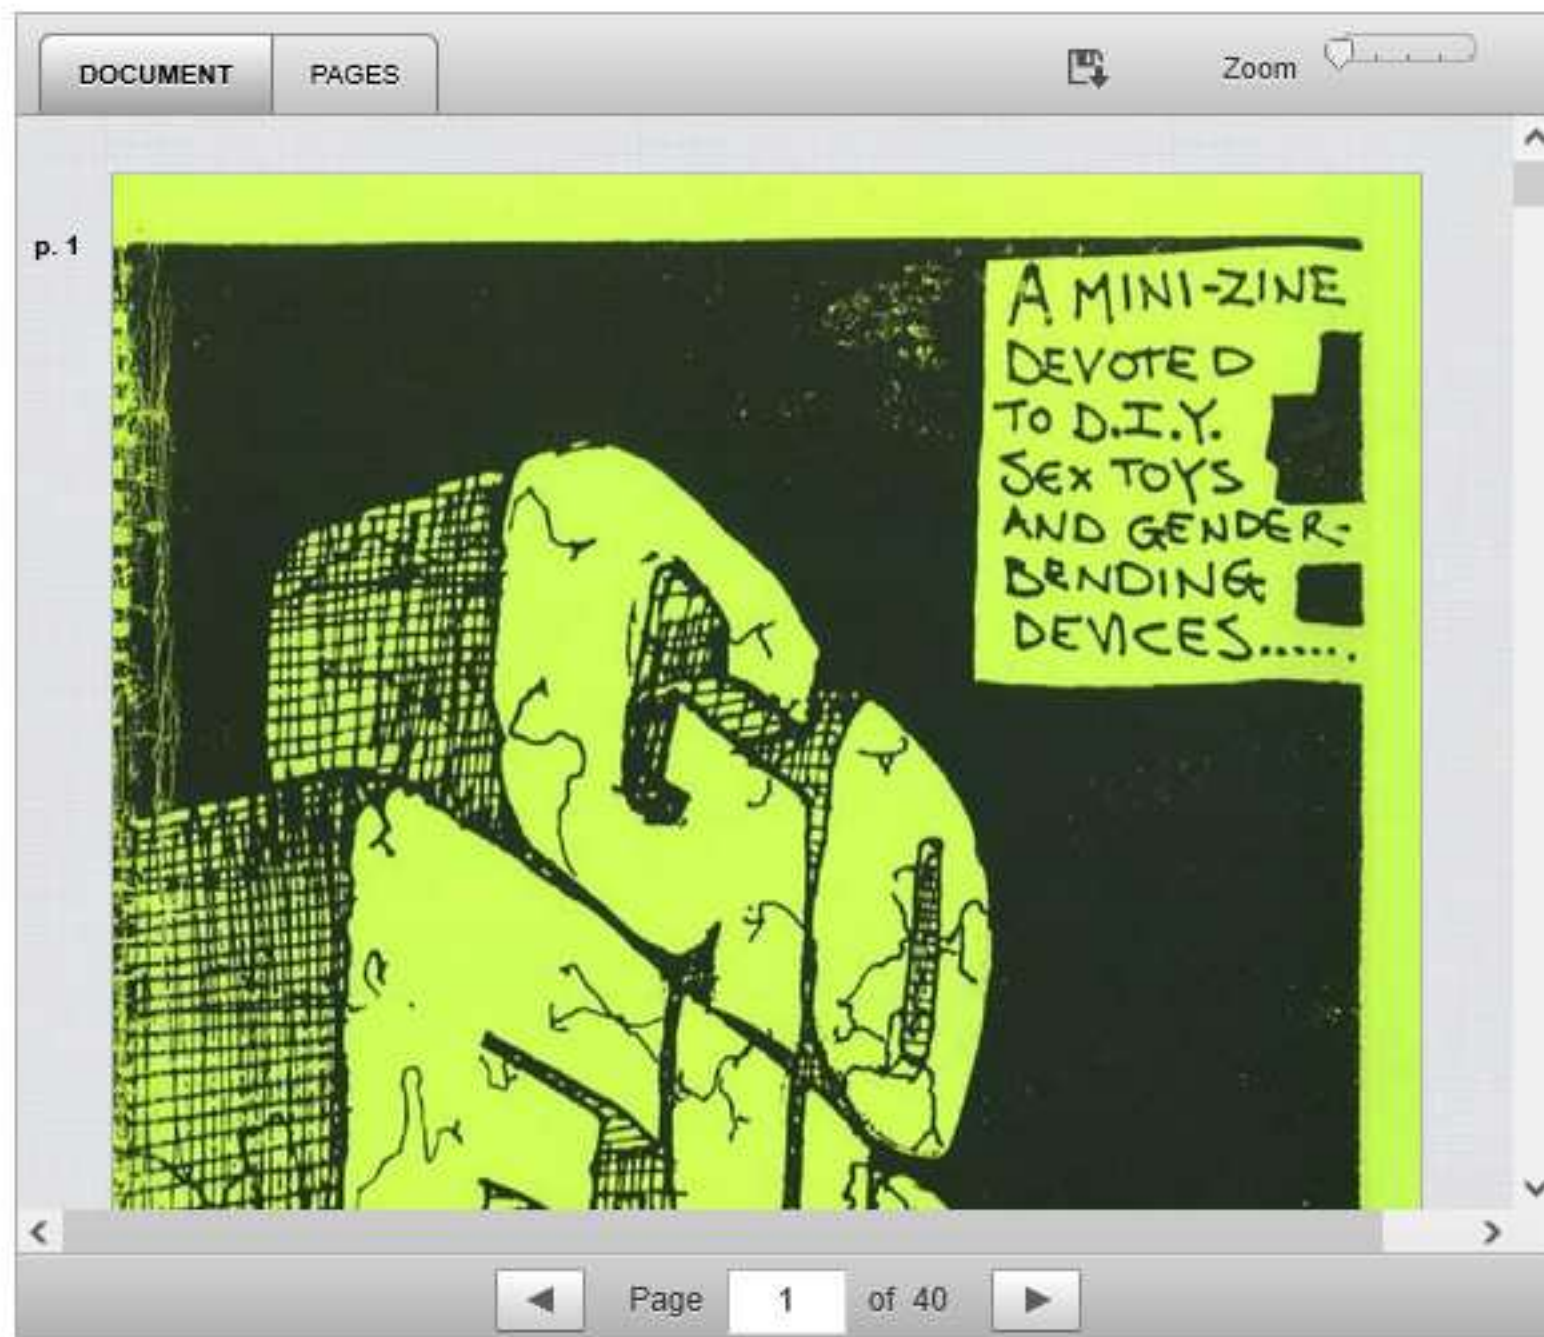 DOCUMENT PAGES Zoom
p. 1
A MINI-ZINE
DEVOTED
TO D.I.Y.
SEX TOYS
AND GENDER-
BENDING
DEVICES......
Page 1 of 40